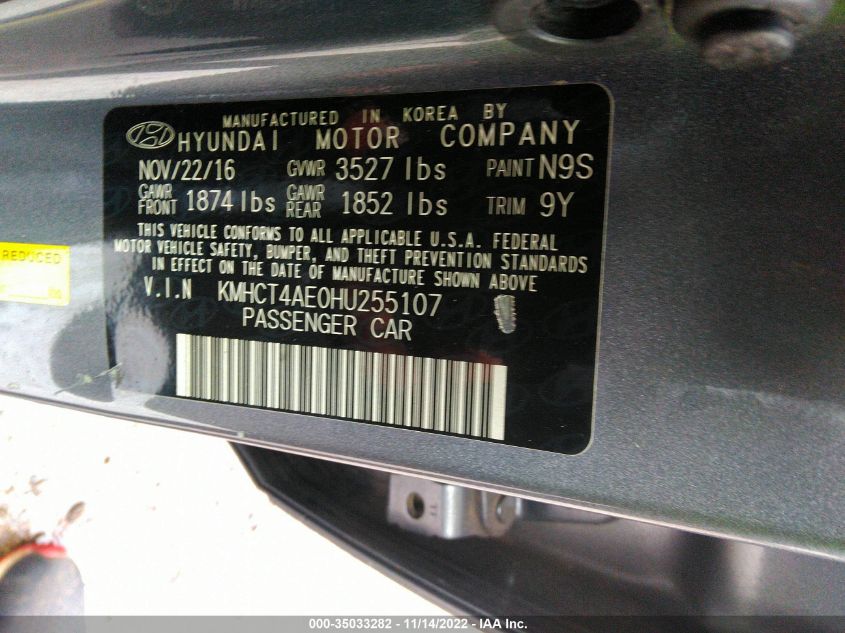 MANUFACTURED IN KOREA BY
HYUNDAI MOTOR COMPANY
NOV/22/16 GVWR 3527 lbs PAINT N9S
GAWR FRONT 1874 lbs GAWR REAR 1852 lbs TRIM 9Y
THIS VEHICLE CONFORMS TO ALL APPLICABLE U.S.A. FEDERAL
MOTOR VEHICLE SAFETY, BUMPER, AND THEFT PREVENTION STANDARDS
IN EFFECT ON THE DATE OF MANUFACTURE SHOWN ABOVE
V.I.N KMHCT4AE0HU255107
PASSENGER CAR
REDUCED
000-35033282 - 11/14/2022 - IAA Inc.